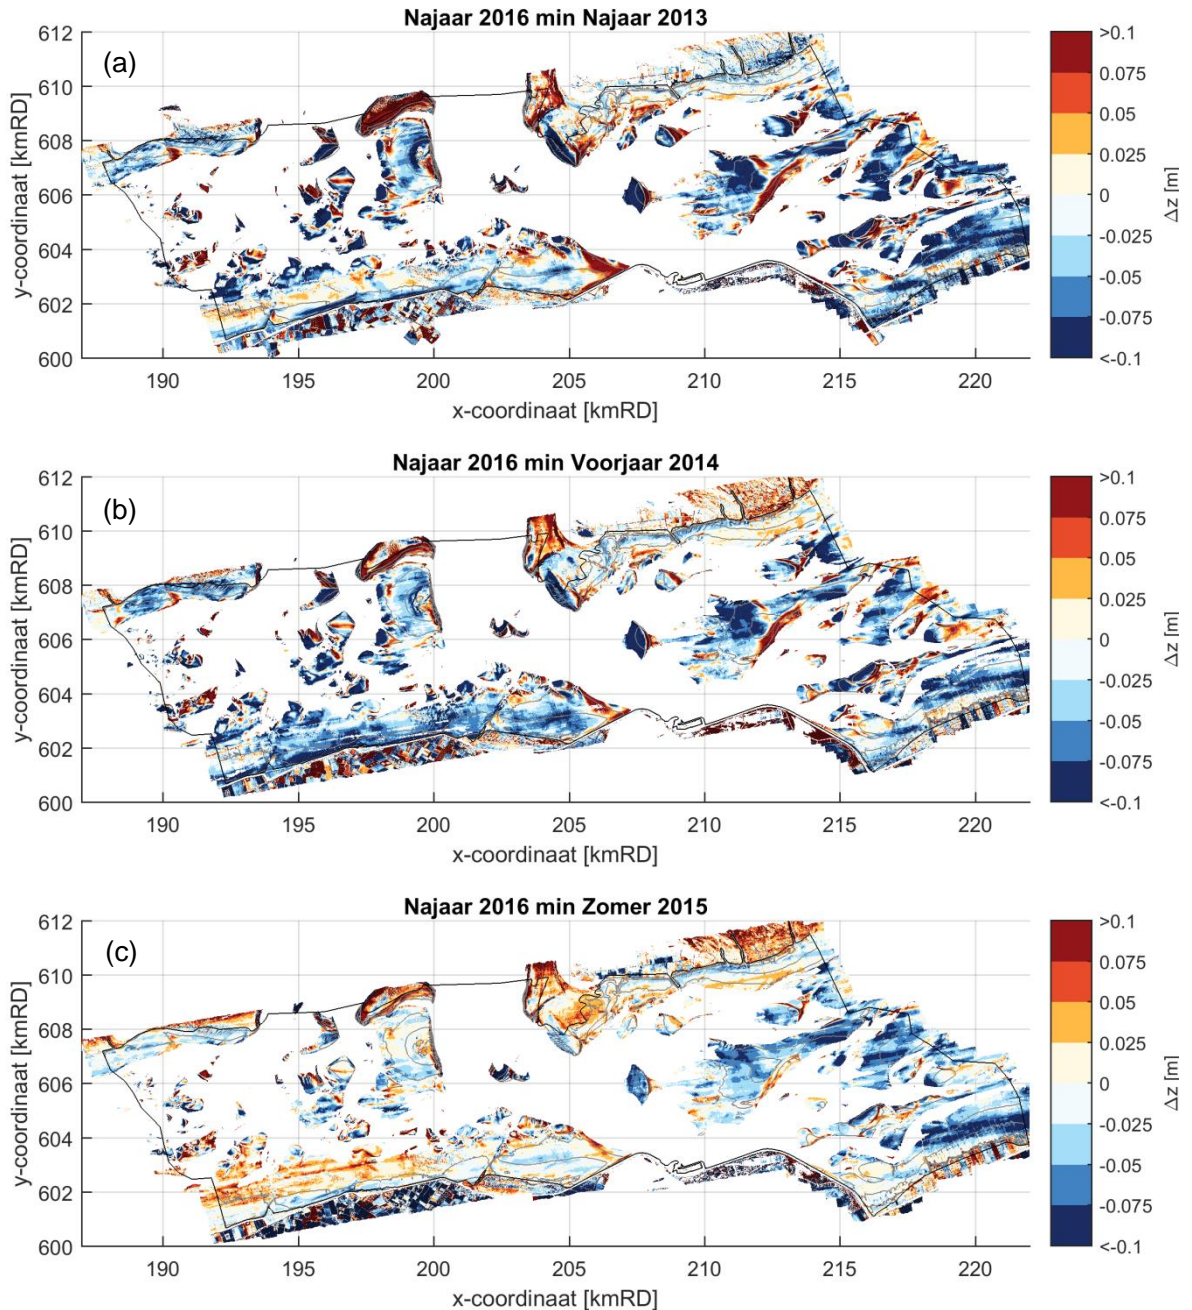 Najaar 2016 min Najaar 2013
(a)
612
610
608
606
604
602
600
y-coordinaat [kmRD]
190 195 200 205 210 215 220
x-coordinaat [kmRD]
>0.1
0.075
0.05
0.025
0
-0.025
-0.05
-0.075
<-0.1
Δz [m]
Najaar 2016 min Voorjaar 2014
(b)
612
610
608
606
604
602
600
y-coordinaat [kmRD]
190 195 200 205 210 215 220
x-coordinaat [kmRD]
>0.1
0.075
0.05
0.025
0
-0.025
-0.05
-0.075
<-0.1
Δz [m]
Najaar 2016 min Zomer 2015
(c)
612
610
608
606
604
602
600
y-coordinaat [kmRD]
190 195 200 205 210 215 220
x-coordinaat [kmRD]
>0.1
0.075
0.05
0.025
0
-0.025
-0.05
-0.075
<-0.1
Δz [m]